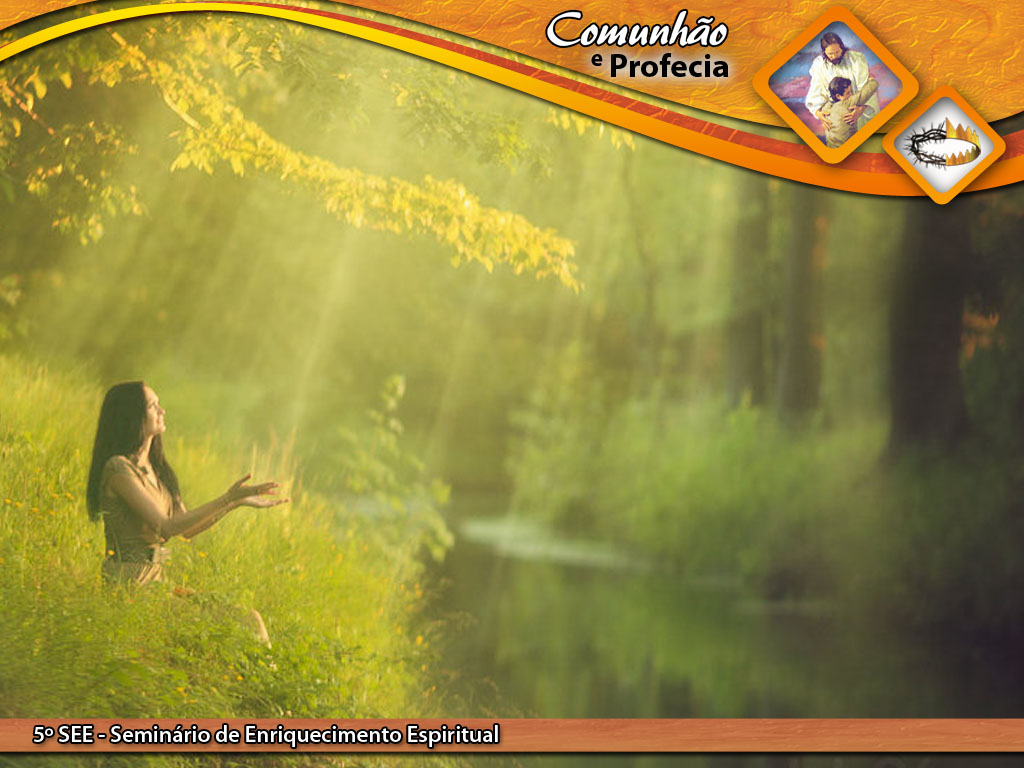 Comunhão
e Profecia
5º SEE - Seminário de Enriquecimento Espiritual